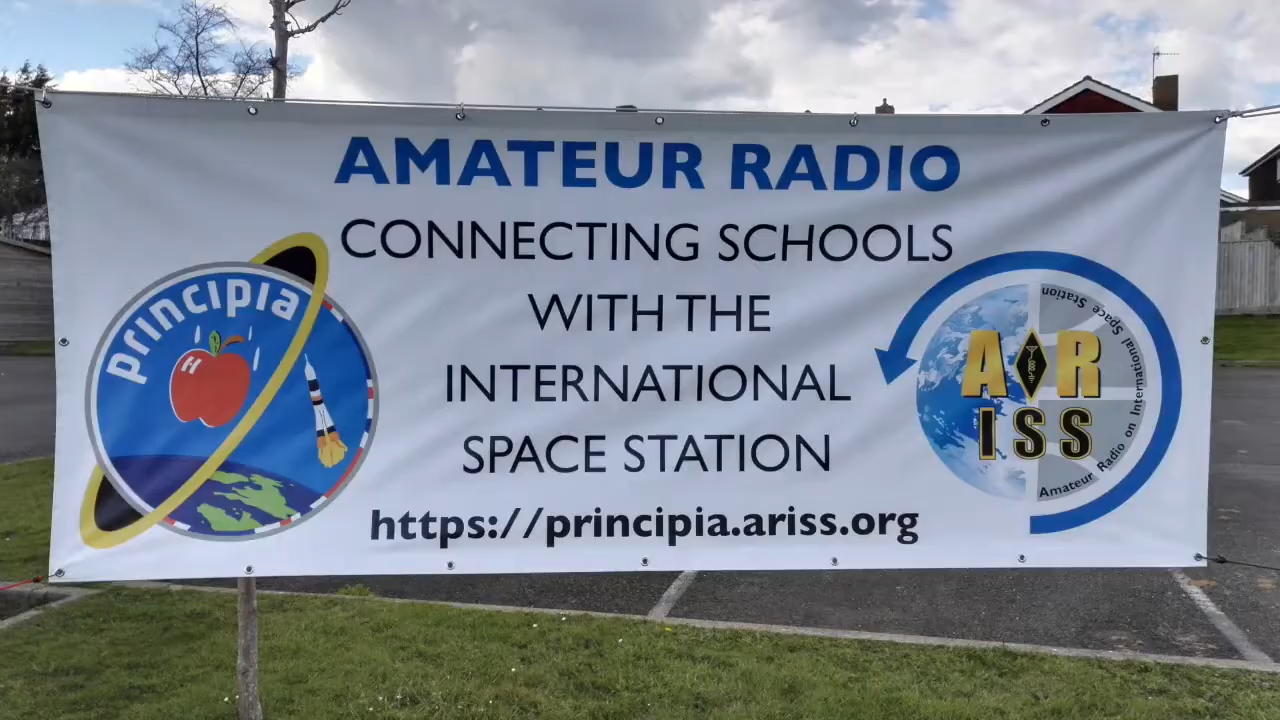 AMATEUR RADIO
CONNECTING SCHOOLS
WITH THE
INTERNATIONAL
SPACE STATION
https://principia.ariss.org
principia
H
A R
ISS
Amateur Radio on International Space Station